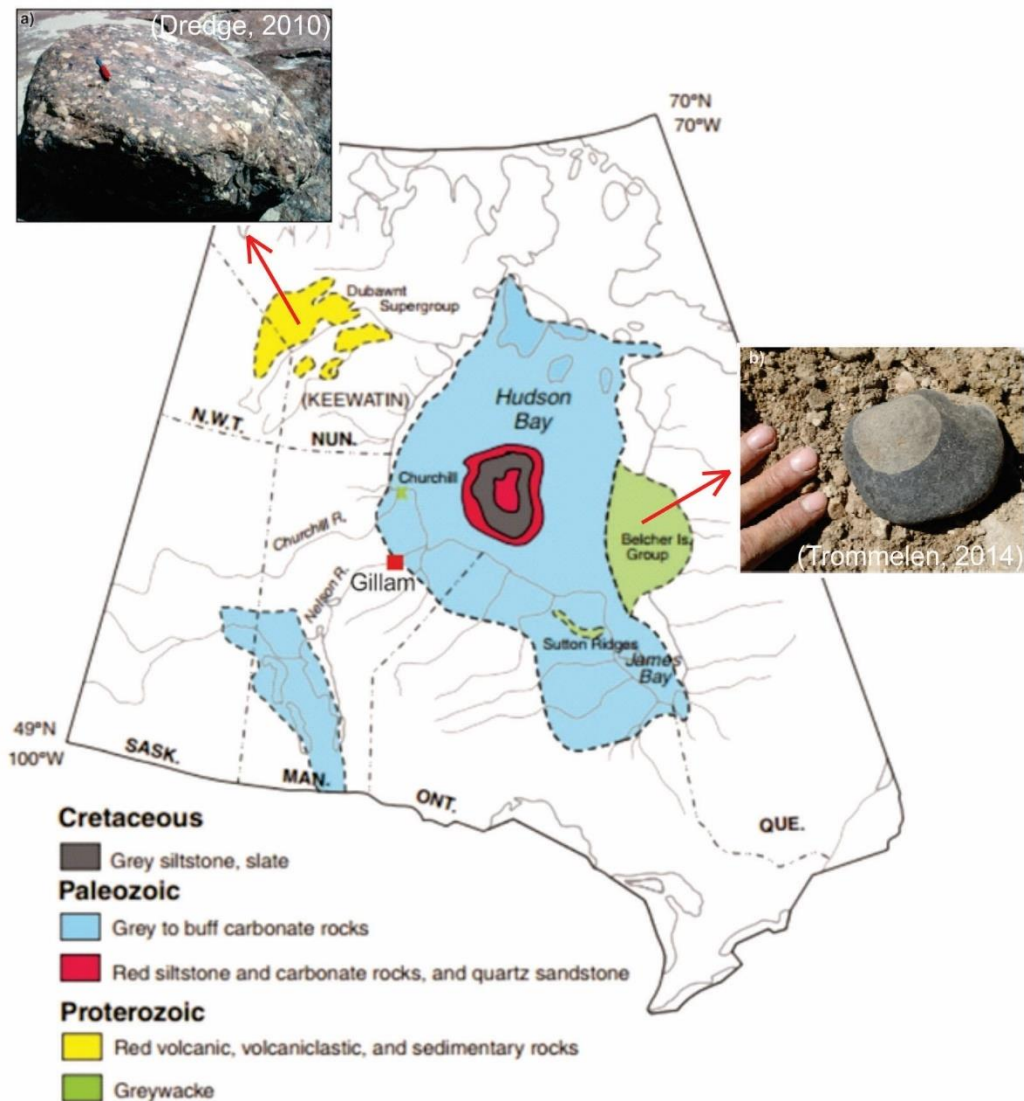 a)
(Dredge, 2010)
70°N
70°W
Dubawnt
Supergroup
(KEEWATIN)
Hudson
Bay
N.W.T.
NUN.
b)
Churchill
Churchill R.
Belcher Is.
Group
(Trommelen, 2014)
Gillam
Nelson R.
Sutton Ridges
James
Bay
49°N
100°W
SASK.
MAN.
ONT.
QUE.
Cretaceous
Grey siltstone, slate
Paleozoic
Grey to buff carbonate rocks
Red siltstone and carbonate rocks, and quartz sandstone
Proterozoic
Red volcanic, volcaniclastic, and sedimentary rocks
Greywacke